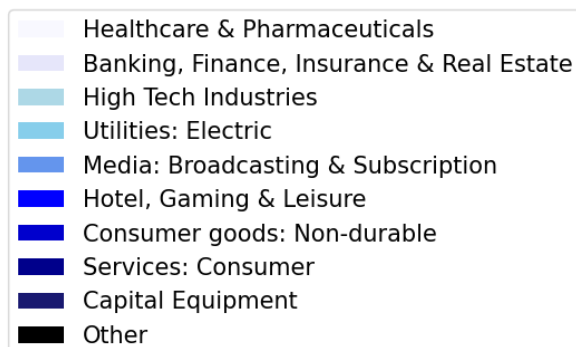 Healthcare & Pharmaceuticals
Banking, Finance, Insurance & Real Estate
High Tech Industries
Utilities: Electric
Media: Broadcasting & Subscription
Hotel, Gaming & Leisure
Consumer goods: Non-durable
Services: Consumer
Capital Equipment
Other